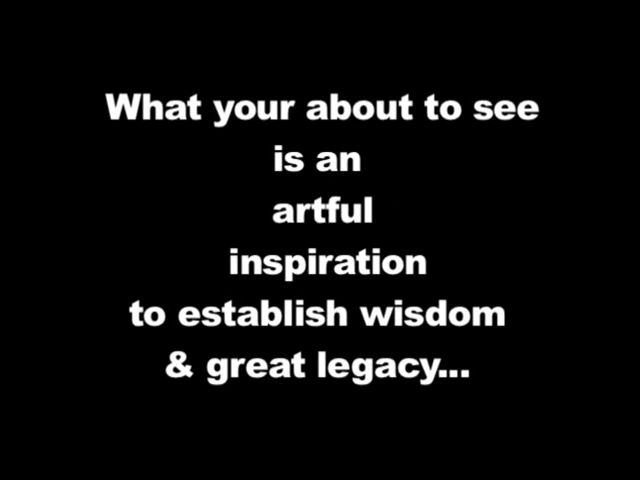 What your about to see
is an
artful
inspiration
to establish wisdom
& great legacy...